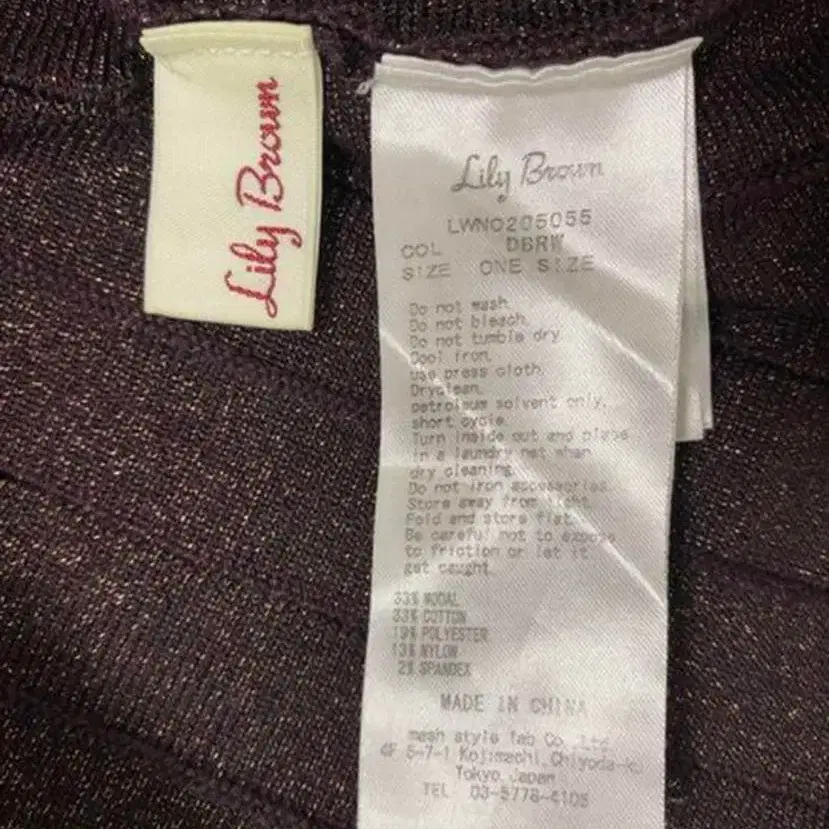 Lily Brown
Lily Brown
LWNO205055
COL DBRW
SIZE ONE SIZE
Do not wash.
Do not bleach.
Do not tumble dry.
Cool iron.
use press cloth.
Dryclean.
petroleum solvent only.
short cycle.
Turn inside out and place
in a laundry net when
dry cleaning.
Do not iron accessories.
Store away from light.
Fold and store flat.
Be careful not to expose
to friction or let it
get caught.
33% MODAL
33% COTTON
19% POLYESTER
13% NYLON
2% SPANDEX
MADE IN CHINA
mash style lab Co.,Ltd.
4F 5-7-1 Kojimachi, Chiyoda-ku
Tokyo Japan
TEL 03-5778-4105